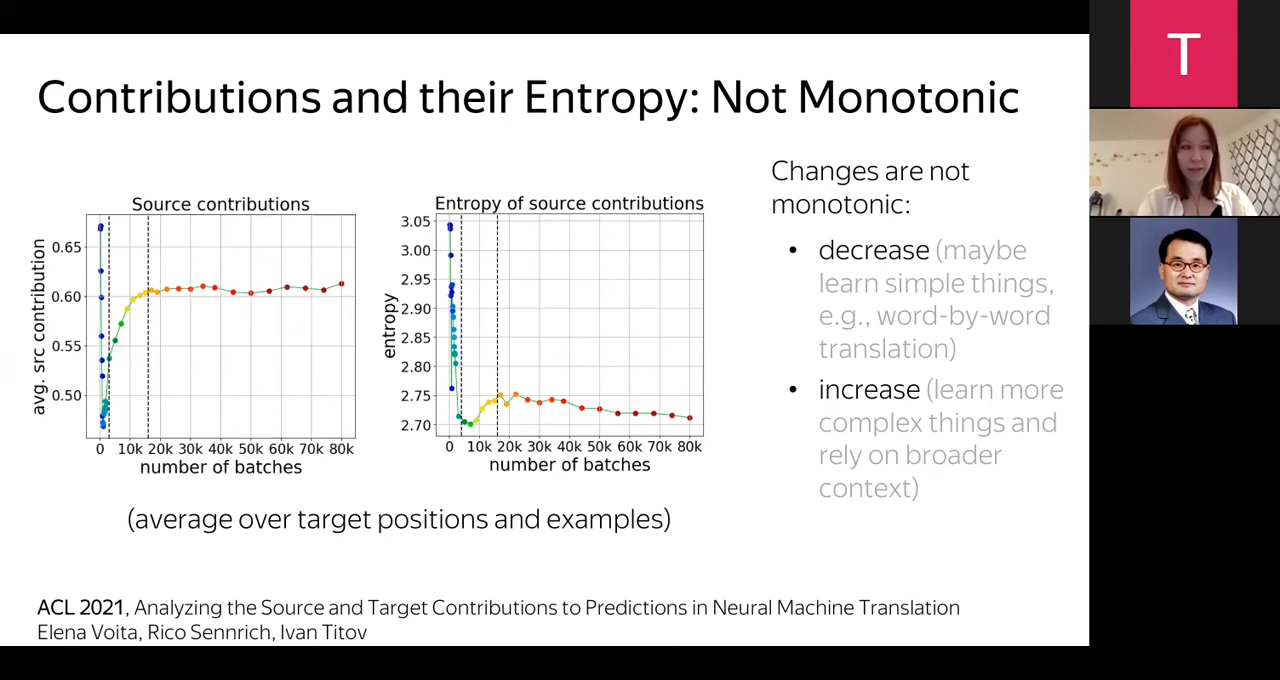 Contributions and their Entropy: Not Monotonic
Source contributions
avg. src contribution
0.65
0.60
0.55
0.50
0 10k 20k 30k 40k 50k 60k 70k 80k
number of batches
Entropy of source contributions
entropy
3.05
3.00
2.95
2.90
2.85
2.80
2.75
2.70
0 10k 20k 30k 40k 50k 60k 70k 80k
number of batches
(average over target positions and examples)
Changes are not
monotonic:
• decrease (maybe
learn simple things,
e.g., word-by-word
translation)
• increase (learn more
complex things and
rely on broader
context)
ACL 2021, Analyzing the Source and Target Contributions to Predictions in Neural Machine Translation
Elena Voita, Rico Sennrich, Ivan Titov
T